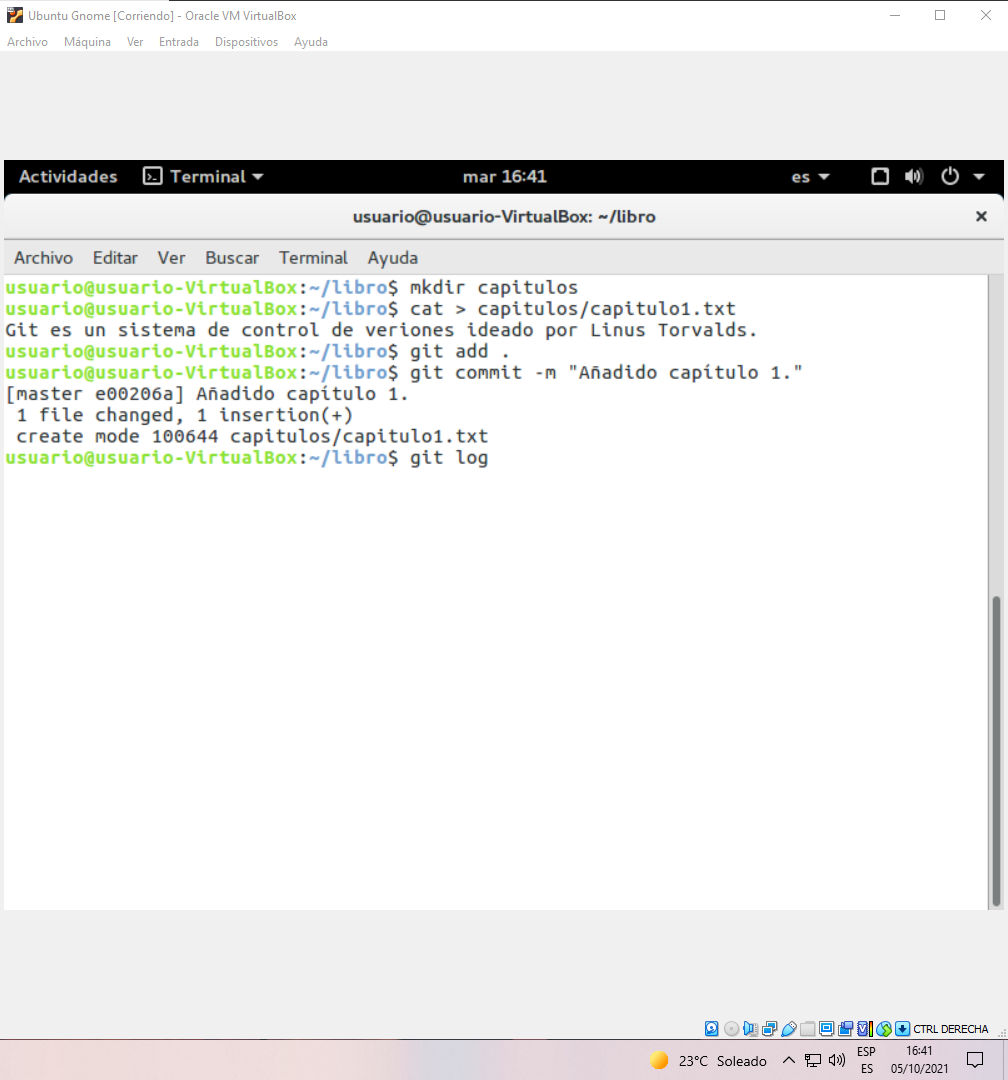 Ubuntu Gnome [Corriendo] - Oracle VM VirtualBox
Archivo Máquina Ver Entrada Dispositivos Ayuda
Actividades Terminal mar 16:41 es
usuario@usuario-VirtualBox: ~/libro
Archivo Editar Ver Buscar Terminal Ayuda
usuario@usuario-VirtualBox:~/libro$ mkdir capitulos
usuario@usuario-VirtualBox:~/libro$ cat > capitulos/capitulo1.txt
Git es un sistema de control de veriones ideado por Linus Torvalds.
usuario@usuario-VirtualBox:~/libro$ git add .
usuario@usuario-VirtualBox:~/libro$ git commit -m "Añadido capítulo 1."
[master e00206a] Añadido capítulo 1.
1 file changed, 1 insertion(+)
create mode 100644 capitulos/capitulo1.txt
usuario@usuario-VirtualBox:~/libro$ git log
CTRL DERECHA
23°C Soleado ESP 16:41
ES 05/10/2021